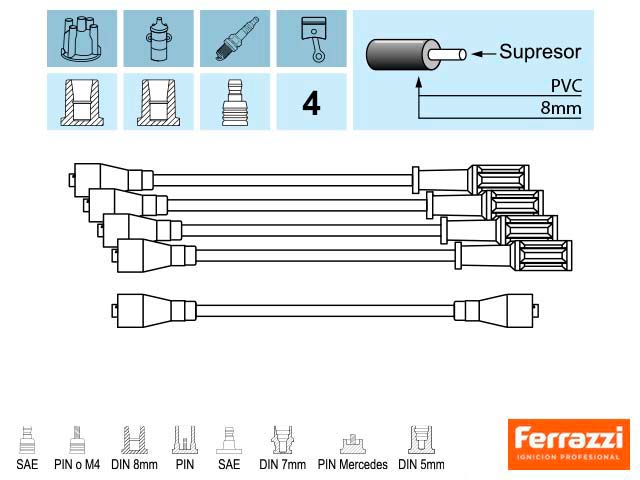 Supresor
PVC
8mm
4
SAE PIN o M4 DIN 8mm PIN SAE DIN 7mm PIN Mercedes DIN 5mm
Ferrazzi
IGNICION PROFESIONAL